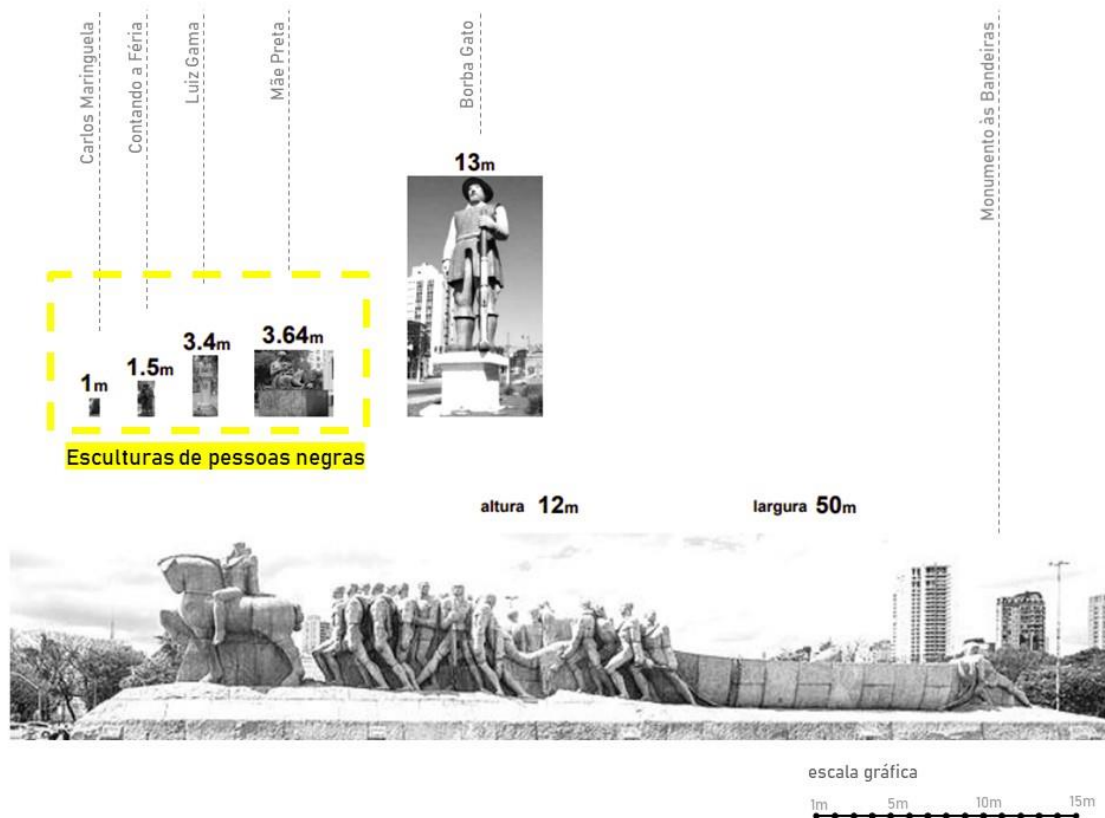 Carlos Maringuela
Contando a Féria
Luiz Gama
Mãe Preta
Borba Gato
Monumento às Bandeiras
13m
1m
1.5m
3.4m
3.64m
Esculturas de pessoas negras
altura 12m
largura 50m
escala gráfica
1m 5m 10m 15m